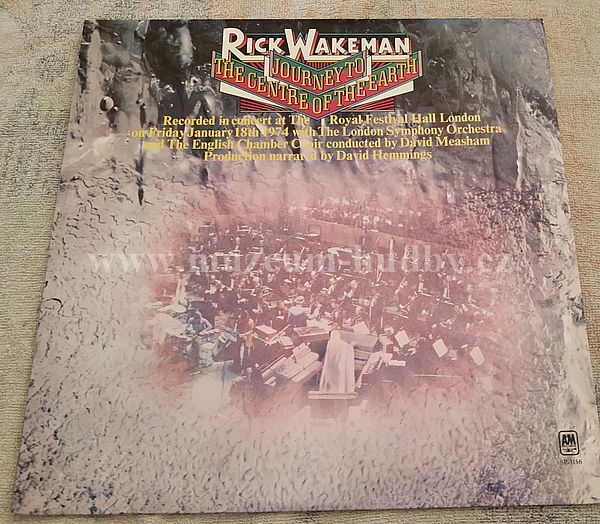 RICK WAKEMAN
JOURNEY TO
THE CENTRE OF THE EARTH
Recorded in concert at The Royal Festival Hall London
on Friday January 18th 1974 with The London Symphony Orchestra
and The English Chamber Choir conducted by David Measham
Production narrated by David Hemmings
www.muzeum-hudby.cz
A&M
SP-3156